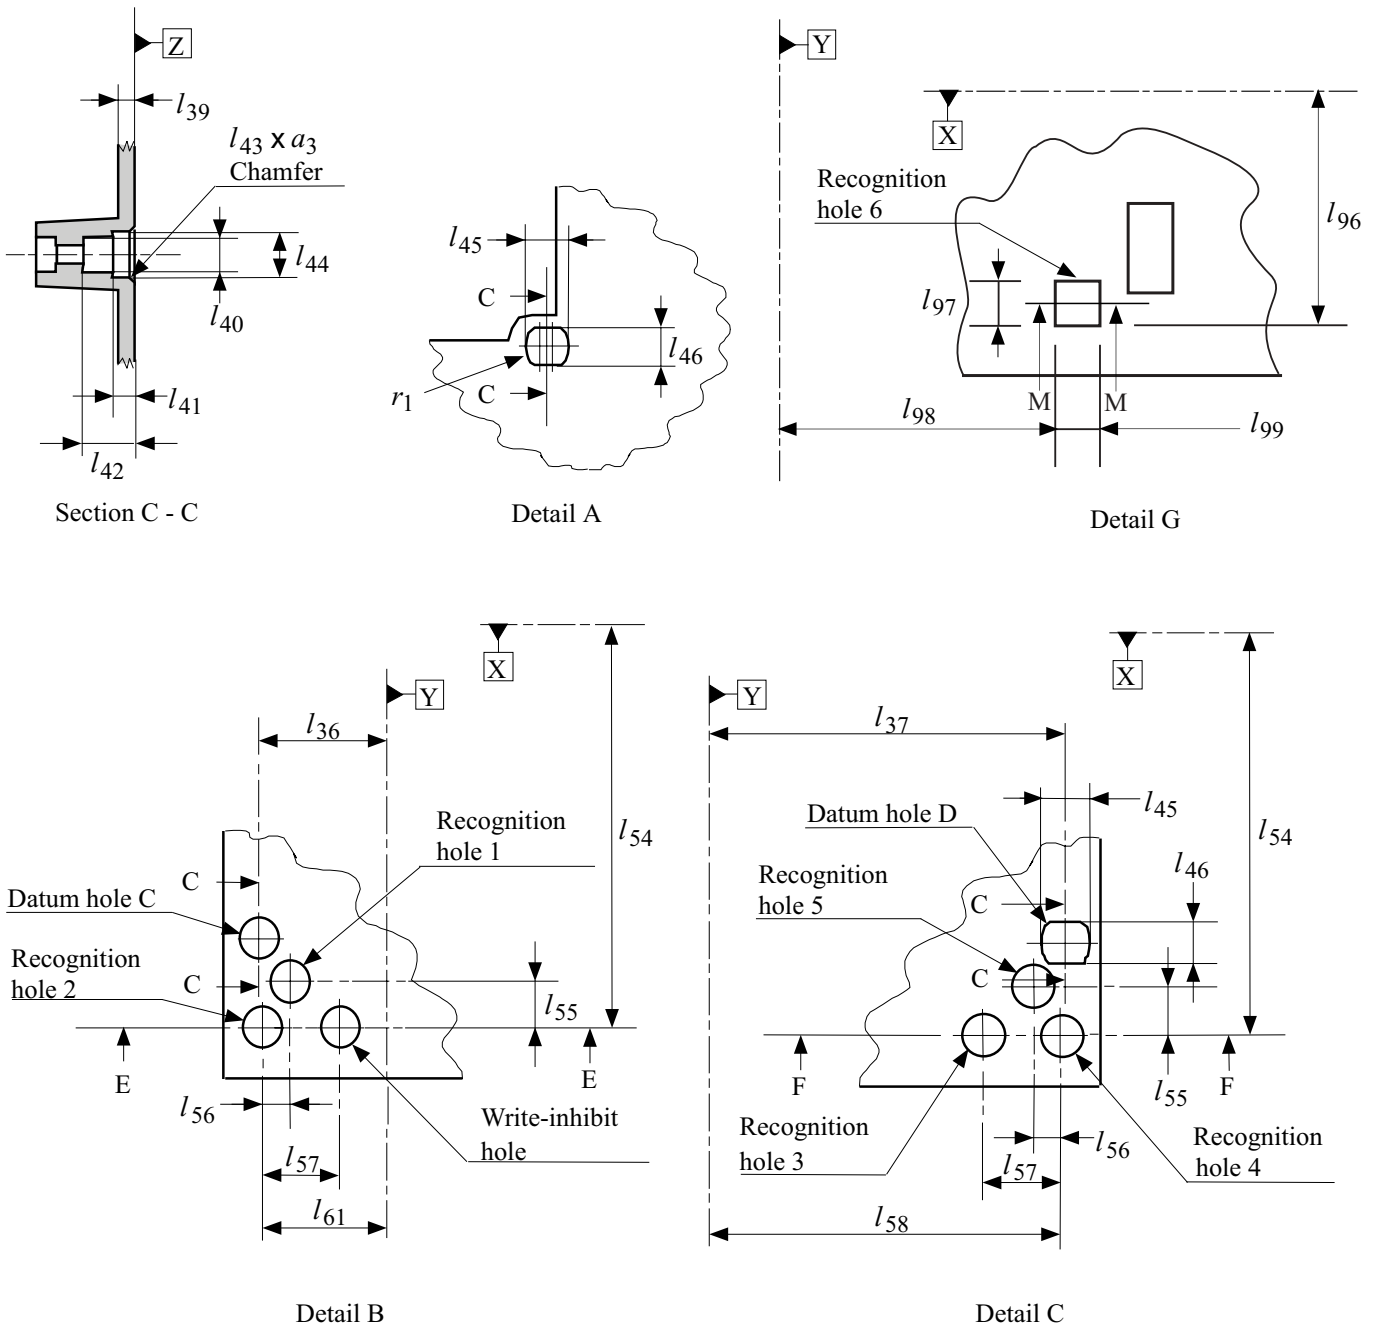 Z
l39
l43 x a3
Chamfer
l44
l40
l41
l42
Section C - C
l45
C
l46
r1
C
Detail A
Y
X
Recognition
hole 6
l96
l97
M M
l98
l99
Detail G
X
Y
l36
Recognition
hole 1
l54
C
Datum hole C
Recognition
hole 2
C
l55
E E
l56
Write-inhibit
hole
l57
l61
Detail B
X
Y
l37
l45
Datum hole D
l54
l46
Recognition
hole 5
C
C
F F
l55
Recognition
hole 3
l56
Recognition
hole 4
l57
l58
Detail C